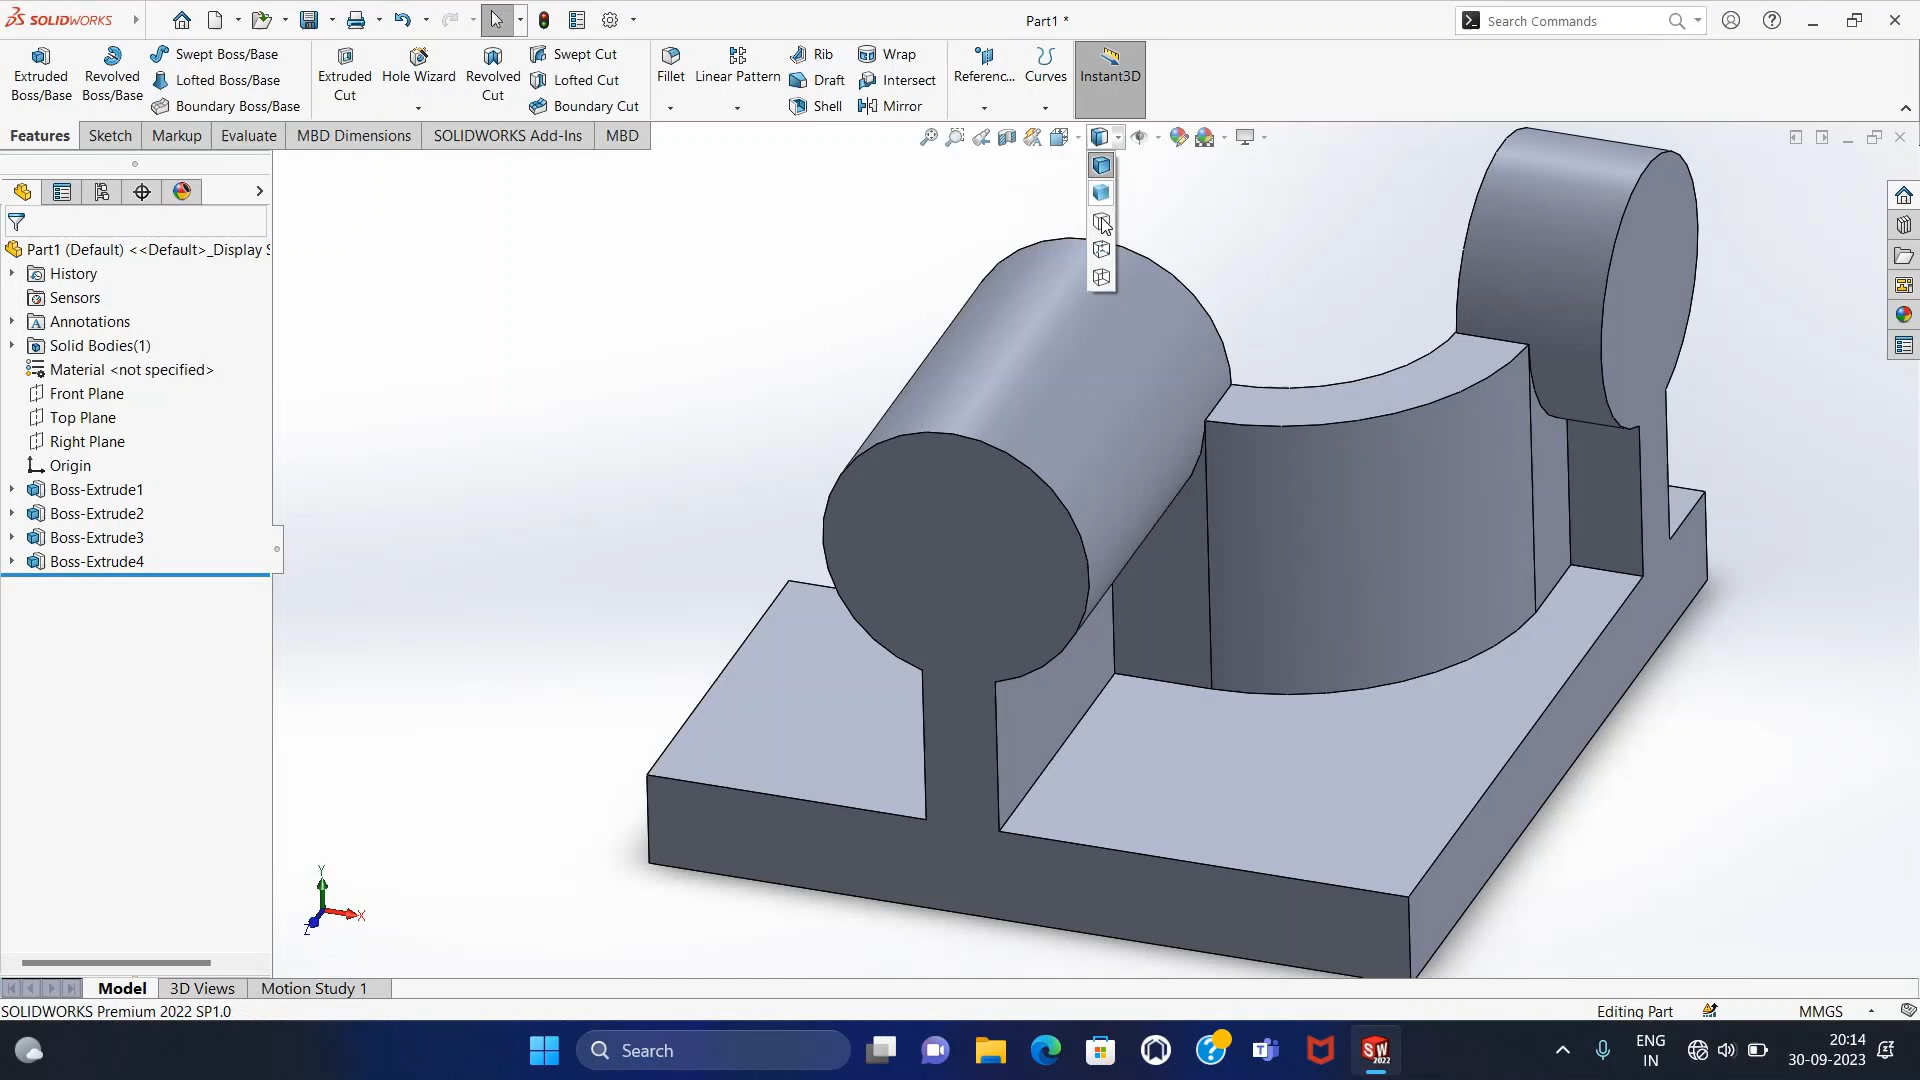 SOLIDWORKS
Part1 *
Search Commands
Extruded Boss/Base
Revolved Boss/Base
Swept Boss/Base
Lofted Boss/Base
Boundary Boss/Base
Extruded Cut
Hole Wizard
Revolved Cut
Swept Cut
Lofted Cut
Boundary Cut
Fillet
Linear Pattern
Rib
Draft
Shell
Wrap
Intersect
Mirror
Referenc...
Curves
Instant3D
Features
Sketch
Markup
Evaluate
MBD Dimensions
SOLIDWORKS Add-Ins
MBD
Part1 (Default) <<Default>_Display S
History
Sensors
Annotations
Solid Bodies(1)
Material <not specified>
Front Plane
Top Plane
Right Plane
Origin
Boss-Extrude1
Boss-Extrude2
Boss-Extrude3
Boss-Extrude4
Y
X
Z
Model
3D Views
Motion Study 1
SOLIDWORKS Premium 2022 SP1.0
Editing Part
MMGS
Search
SW
2022
ENG
IN
20:14
30-09-2023